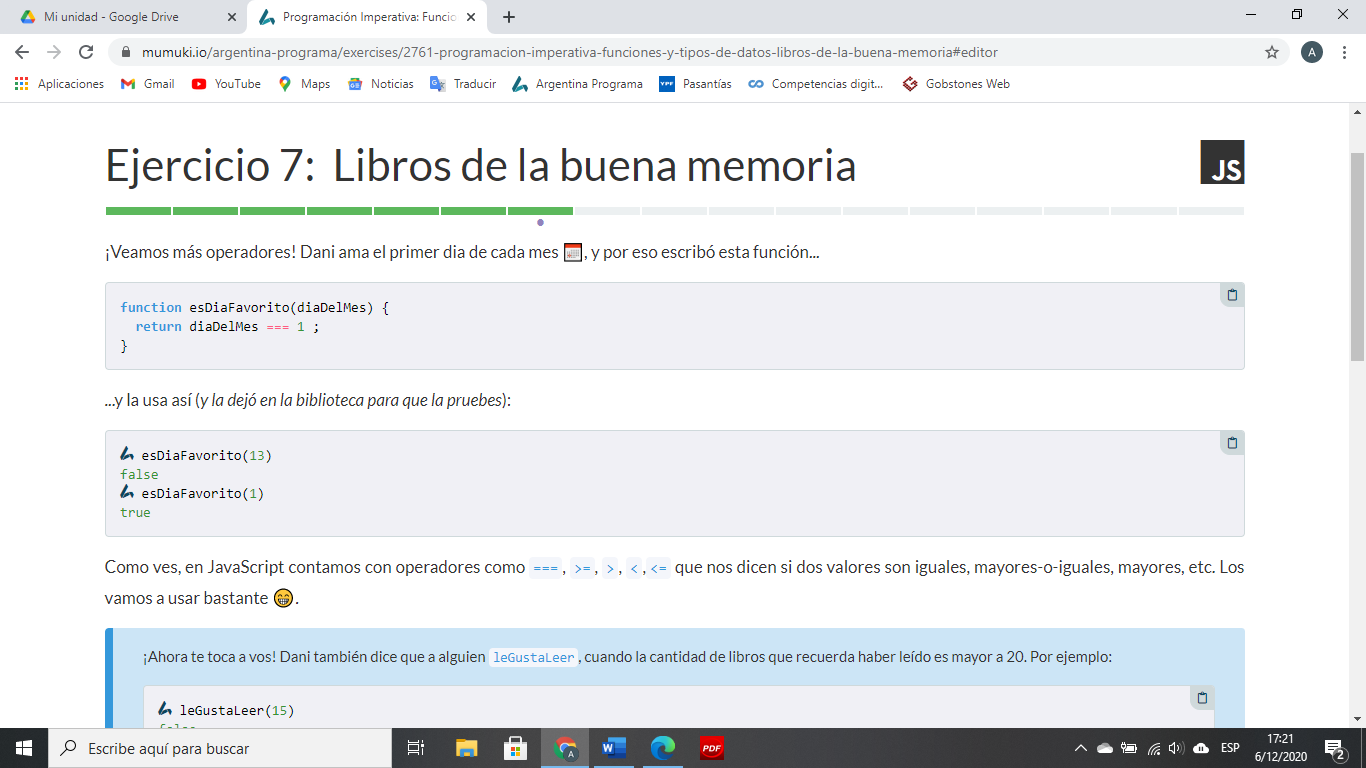 Mi unidad - Google Drive
Programación Imperativa: Funcio
mumuki.io/argentina-programa/exercises/2761-programacion-imperativa-funciones-y-tipos-de-datos-libros-de-la-buena-memoria#editor
A
Aplicaciones Gmail YouTube Maps Noticias Traducir Argentina Programa YPF Pasantías Competencias digit... Gobstones Web
Ejercicio 7: Libros de la buena memoria
JS
¡Veamos más operadores! Dani ama el primer dia de cada mes 📅, y por eso escribó esta función...
function esDiaFavorito(diaDelMes) {
return diaDelMes === 1 ;
}
...y la usa así (y la dejó en la biblioteca para que la pruebes):
esDiaFavorito(13)
false
esDiaFavorito(1)
true
Como ves, en JavaScript contamos con operadores como ===, >=, >, <,<= que nos dicen si dos valores son iguales, mayores-o-iguales, mayores, etc. Los
vamos a usar bastante 😁.
¡Ahora te toca a vos! Dani también dice que a alguien leGustaLeer, cuando la cantidad de libros que recuerda haber leído es mayor a 20. Por ejemplo:
leGustaLeer(15)
false
Escribe aquí para buscar
W
PDF
A
ESP
17:21
6/12/2020
2